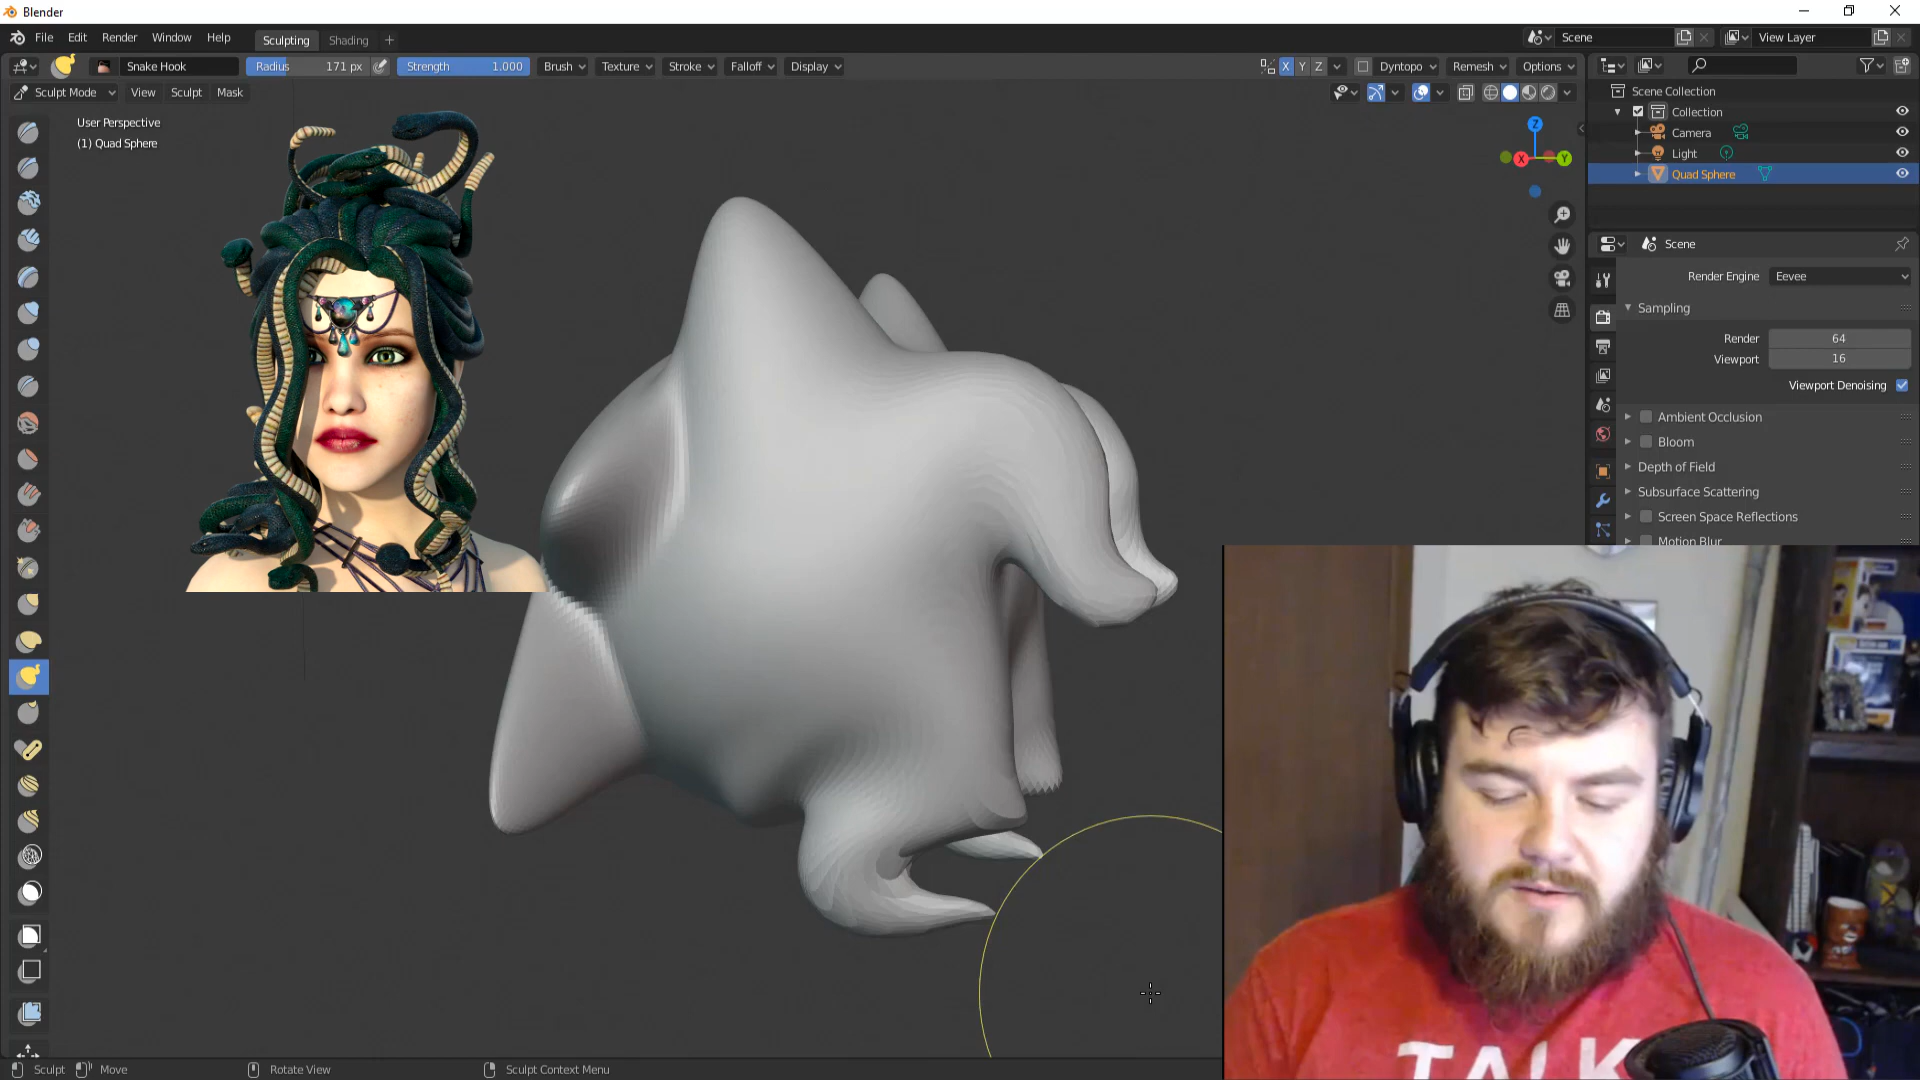 Blender
File Edit Render Window Help
Sculpting Shading +
Scene
View Layer
Snake Hook
Radius 171 px
Strength 1.000
Brush Texture Stroke Falloff Display
X Y Z
Dyntopo Remesh Options
Sculpt Mode View Sculpt Mask
User Perspective
(1) Quad Sphere
Z
X
Y
Scene Collection
Collection
Camera
Light
Quad Sphere
Scene
Render Engine Eevee
Sampling
Render 64
Viewport 16
Viewport Denoising
Ambient Occlusion
Bloom
Depth of Field
Subsurface Scattering
Screen Space Reflections
Motion Blur
TALK
Sculpt Move Rotate View Sculpt Context Menu